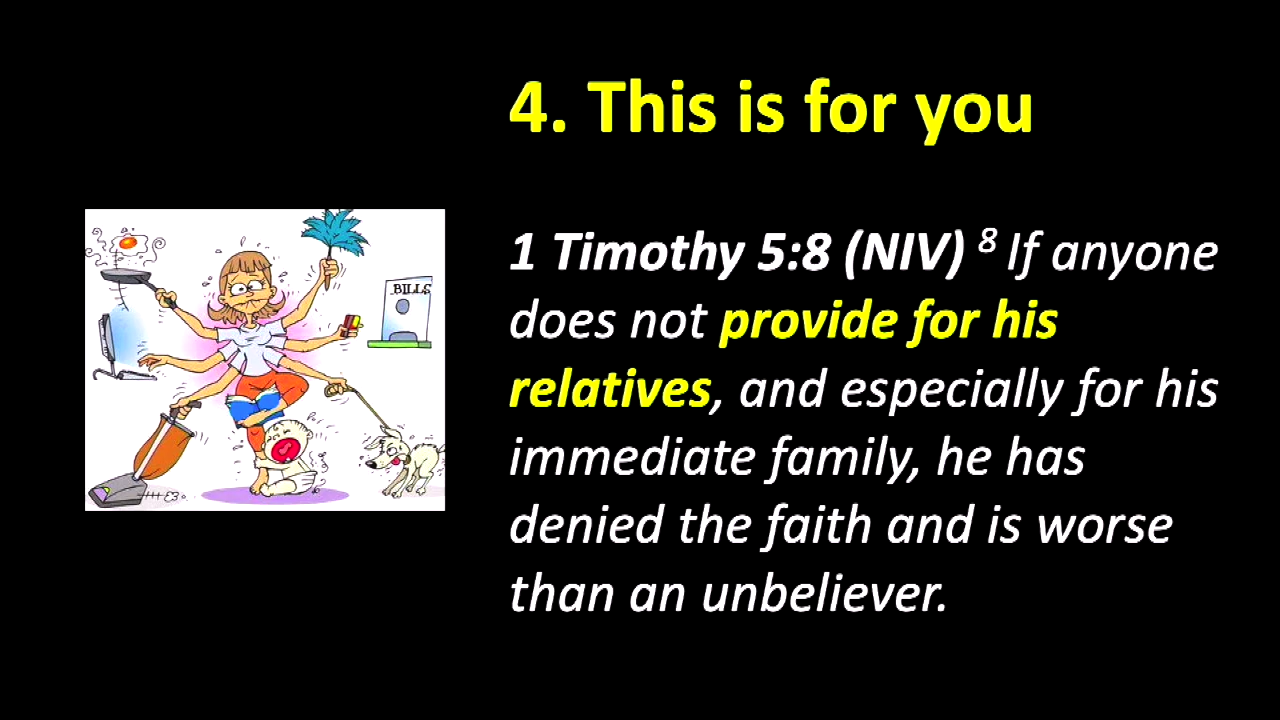 4. This is for you
BILLS
1 Timothy 5:8 (NIV) 8 If anyone
does not provide for his
relatives, and especially for his
immediate family, he has
denied the faith and is worse
than an unbeliever.